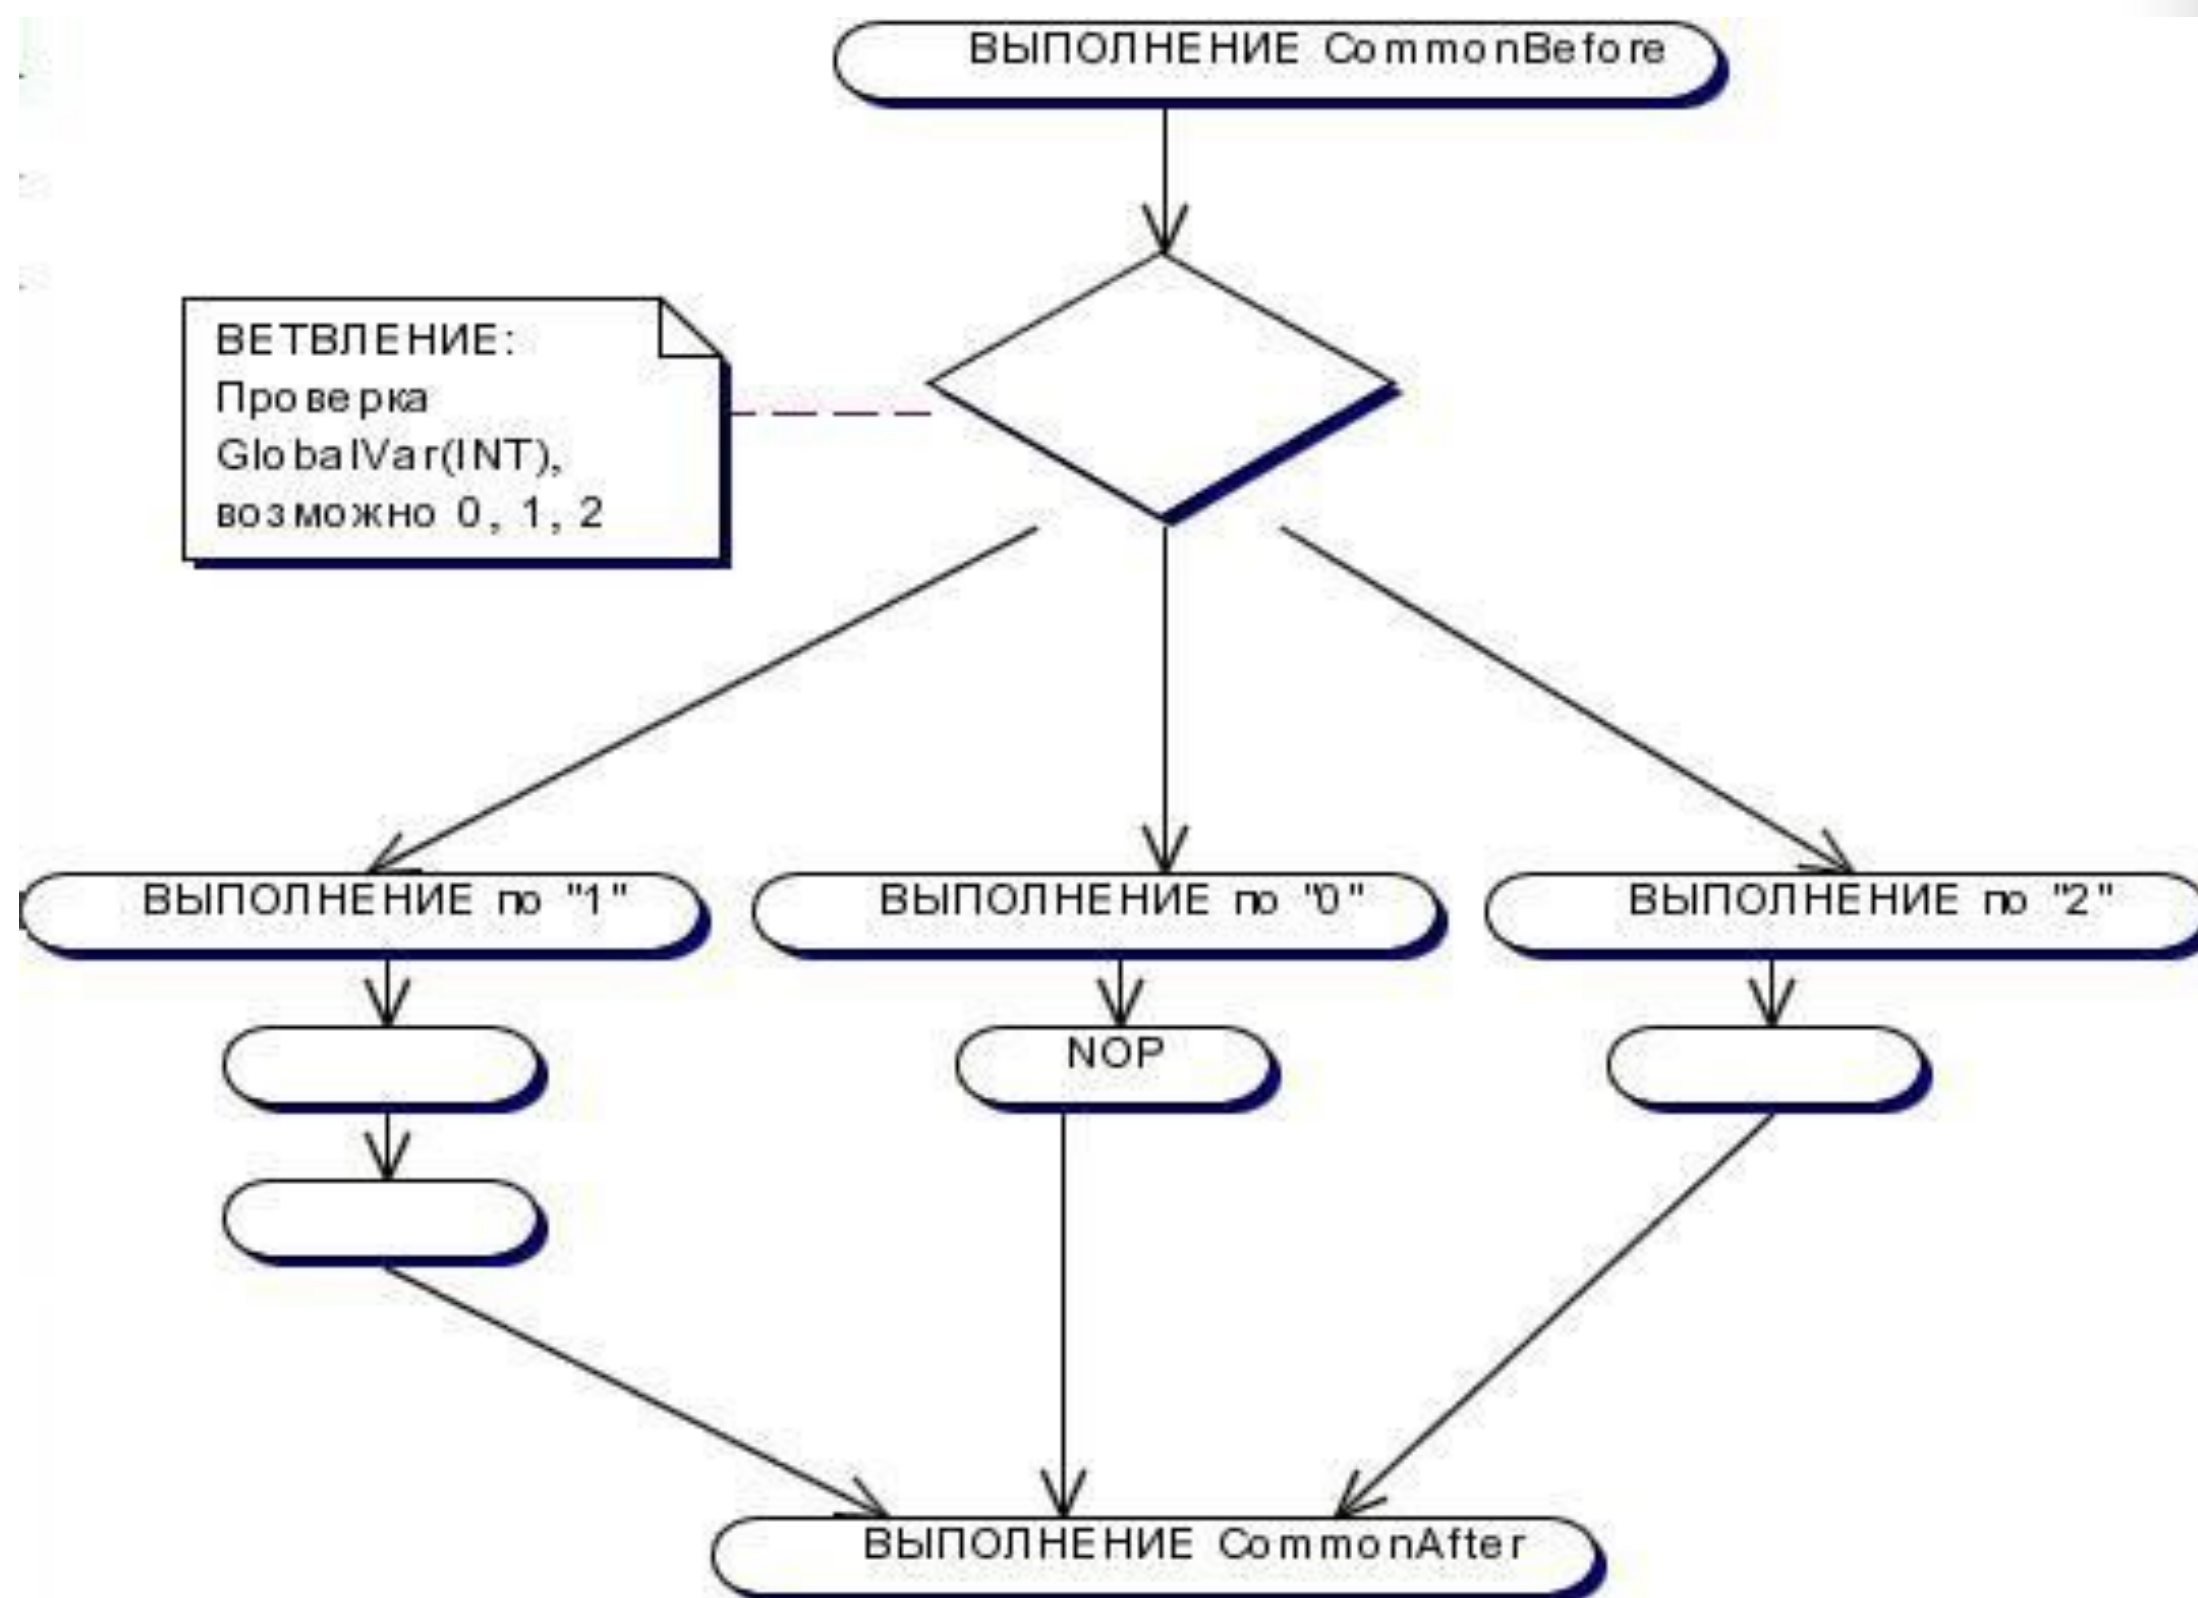 ВЫПОЛНЕНИЕ CommonBefore
ВЕТВЛЕНИЕ:
Проверка
GlobalVar(INT),
возможно 0, 1, 2
ВЫПОЛНЕНИЕ по "1"
ВЫПОЛНЕНИЕ по "0"
ВЫПОЛНЕНИЕ по "2"
NOP
ВЫПОЛНЕНИЕ CommonAfter